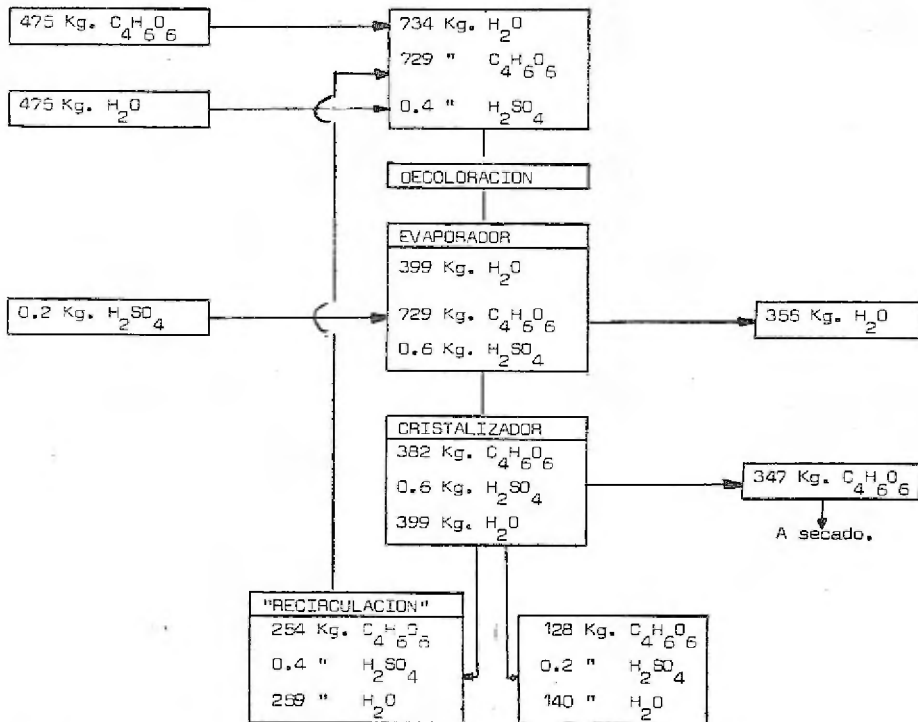 475 Kg. C4H6O6
734 Kg. H2O
729 " C4H6O6
475 Kg. H2O
0.4 " H2SO4
DECOLORACION
EVAPORADOR
399 Kg. H2O
0.2 Kg. H2SO4
729 Kg. C4H6O6
0.6 Kg. H2SO4
355 Kg. H2O
CRISTALIZADOR
382 Kg. C4H6O6
0.6 Kg. H2SO4
399 Kg. H2O
347 Kg. C4H6O6
A secado.
"RECIRCULACION"
254 Kg. C4H6O6
0.4 " H2SO4
259 " H2O
128 Kg. C4H6O6
0.2 " H2SO4
140 " H2O